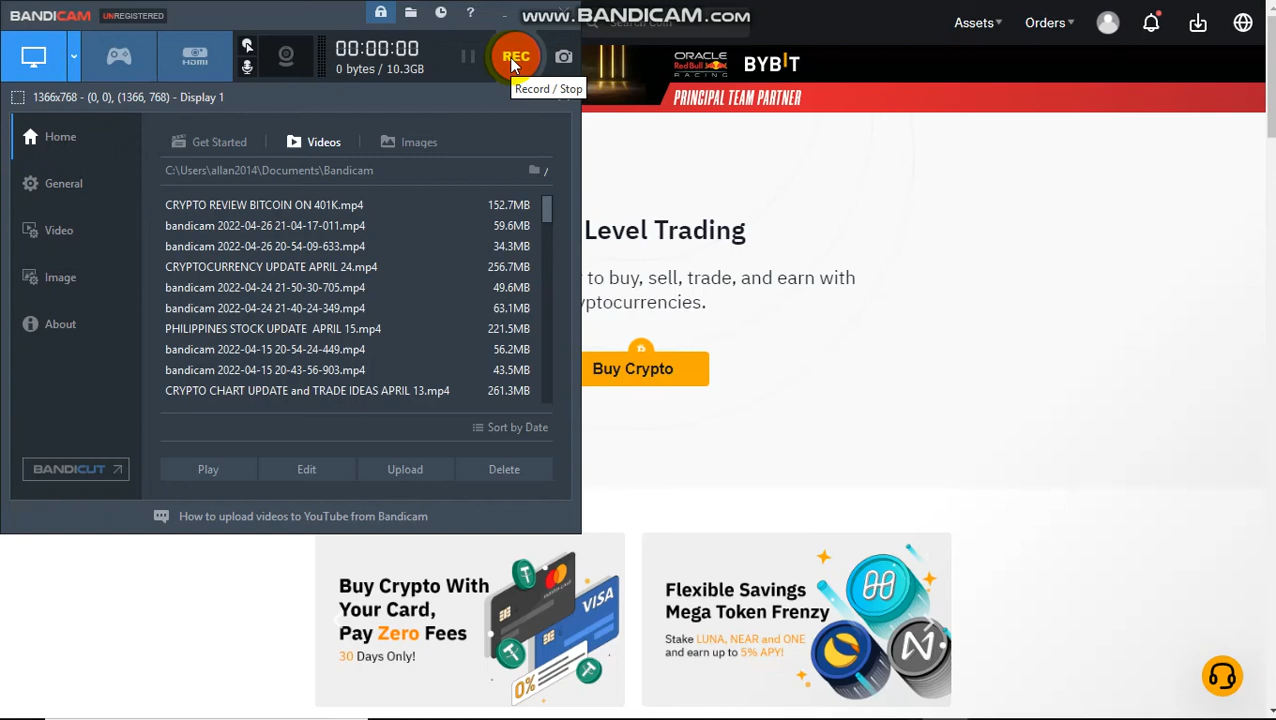 BANDICAM UNREGISTERED
www.BANDICAM.com
Search Coin
Assets Orders
00:00:00
0 bytes / 10.3GB
HDMI
REC
Record / Stop
ORACLE
Red Bull
RACING
BYBIT
PRINCIPAL TEAM PARTNER
1366x768 - (0, 0), (1366, 768) - Display 1
Home
General
Video
Image
About
BANDICUT
Get Started Videos Images
C:\Users\allan2014\Documents\Bandicam
CRYPTO REVIEW BITCOIN ON 401K.mp4 152.7MB
bandicam 2022-04-26 21-04-17-011.mp4 59.6MB
bandicam 2022-04-26 20-54-09-633.mp4 34.3MB
CRYPTOCURRENCY UPDATE APRIL 24.mp4 256.7MB
bandicam 2022-04-24 21-50-30-705.mp4 49.6MB
bandicam 2022-04-24 21-40-24-349.mp4 63.1MB
PHILIPPINES STOCK UPDATE APRIL 15.mp4 221.5MB
bandicam 2022-04-15 20-54-24-449.mp4 56.2MB
bandicam 2022-04-15 20-43-56-903.mp4 43.5MB
CRYPTO CHART UPDATE and TRADE IDEAS APRIL 13.mp4 261.3MB
Sort by Date
Play Edit Upload Delete
How to upload videos to YouTube from Bandicam
Level Trading
to buy, sell, trade, and earn with
Buy Crypto
Buy Crypto With
Your Card,
Pay Zero Fees
30 Days Only!
VISA
0%
Flexible Savings
Mega Token Frenzy
Stake LUNA, NEAR and ONE
and earn up to 5% APY!